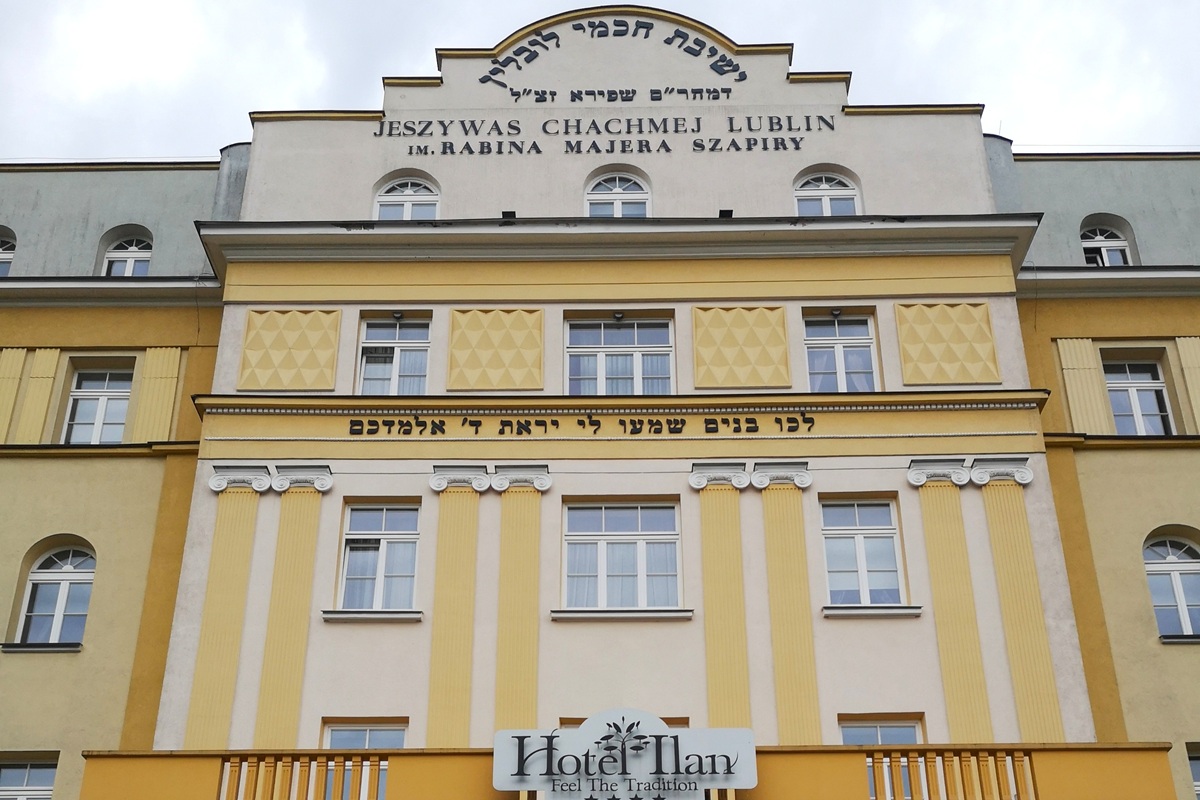 ישיבת חכמי לובלין
דמהר״ם שפירא זצ״ל
JESZYWAS CHACHMEJ LUBLIN
IM. RABINA MAJERA SZAPIRY
לכו בנים שמעו לי יראת ד׳ אלמדכם
Hotel Ilan
Feel The Tradition